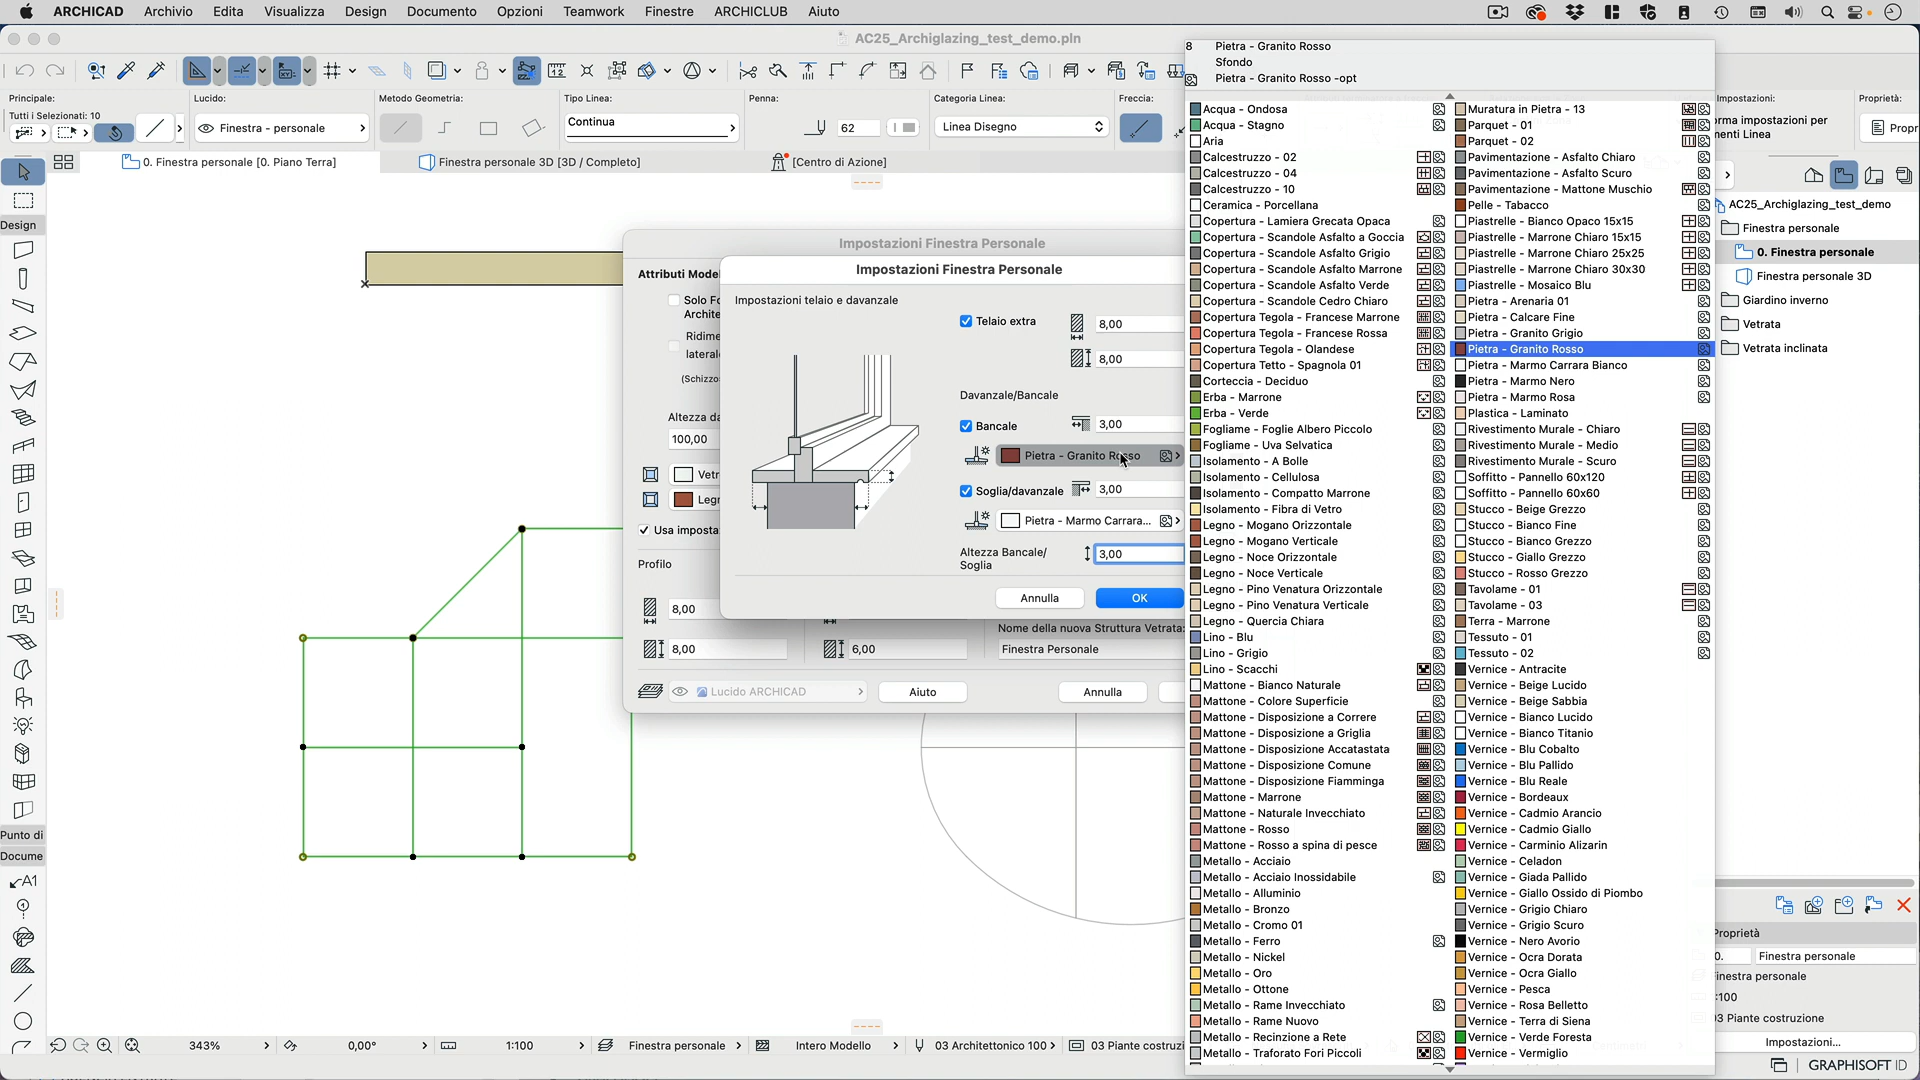 ARCHICAD Archivio Edita Visualizza Design Documento Opzioni Teamwork Finestre ARCHICLUB Aiuto
AC25_Archiglazing_test_demo.pln
Principale: Lucido: Metodo Geometria: Tipo Linea: Penna: Categoria Linea: Freccia: Impostazioni: Proprietà:
Tutti i Selezionati: 10
Finestra - personale
Continua
62
Linea Disegno
orma impostazioni per
menti Linea
Propr
0. Finestra personale [0. Piano Terra]
Finestra personale 3D [3D / Completo]
[Centro di Azione]
Design
Punto di
Docume
A1
Impostazioni Finestra Personale
Attributi Model
Solo Fo
Archite
Ridime
laterale
(Schizzo
Altezza da
100,00
Vetr
Legn
Usa imposta
Profilo
8,00
8,00
6,00
Nome della nuova Struttura Vetrata:
Finestra Personale
Lucido ARCHICAD
Aiuto
Annulla
Impostazioni Finestra Personale
Impostazioni telaio e davanzale
Telaio extra
8,00
8,00
Davanzale/Bancale
Bancale
3,00
Pietra - Granito Rosso
Soglia/davanzale
3,00
Pietra - Marmo Carrara...
Altezza Bancale/
Soglia
3,00
Annulla
OK
8 Pietra - Granito Rosso
Sfondo
Pietra - Granito Rosso -opt
Acqua - Ondosa
Acqua - Stagno
Aria
Calcestruzzo - 02
Calcestruzzo - 04
Calcestruzzo - 10
Ceramica - Porcellana
Copertura - Lamiera Grecata Opaca
Copertura - Scandole Asfalto a Goccia
Copertura - Scandole Asfalto Grigio
Copertura - Scandole Asfalto Marrone
Copertura - Scandole Asfalto Verde
Copertura - Scandole Cedro Chiaro
Copertura Tegola - Francese Marrone
Copertura Tegola - Francese Rossa
Copertura Tegola - Olandese
Copertura Tetto - Spagnola 01
Corteccia - Deciduo
Erba - Marrone
Erba - Verde
Fogliame - Foglie Albero Piccolo
Fogliame - Uva Selvatica
Isolamento - A Bolle
Isolamento - Cellulosa
Isolamento - Compatto Marrone
Isolamento - Fibra di Vetro
Legno - Mogano Orizzontale
Legno - Mogano Verticale
Legno - Noce Orizzontale
Legno - Noce Verticale
Legno - Pino Venatura Orizzontale
Legno - Pino Venatura Verticale
Legno - Quercia Chiara
Lino - Blu
Lino - Grigio
Lino - Scacchi
Mattone - Bianco Naturale
Mattone - Colore Superficie
Mattone - Disposizione a Correre
Mattone - Disposizione a Griglia
Mattone - Disposizione Accatastata
Mattone - Disposizione Comune
Mattone - Disposizione Fiamminga
Mattone - Marrone
Mattone - Naturale Invecchiato
Mattone - Rosso
Mattone - Rosso a spina di pesce
Metallo - Acciaio
Metallo - Acciaio Inossidabile
Metallo - Alluminio
Metallo - Bronzo
Metallo - Cromo 01
Metallo - Ferro
Metallo - Nickel
Metallo - Oro
Metallo - Ottone
Metallo - Rame Invecchiato
Metallo - Rame Nuovo
Metallo - Recinzione a Rete
Metallo - Traforato Fori Piccoli
Muratura in Pietra - 13
Parquet - 01
Parquet - 02
Pavimentazione - Asfalto Chiaro
Pavimentazione - Asfalto Scuro
Pavimentazione - Mattone Muschio
Pelle - Tabacco
Piastrelle - Bianco Opaco 15x15
Piastrelle - Marrone Chiaro 15x15
Piastrelle - Marrone Chiaro 25x25
Piastrelle - Marrone Chiaro 30x30
Piastrelle - Mosaico Blu
Pietra - Arenaria 01
Pietra - Calcare Fine
Pietra - Granito Grigio
Pietra - Granito Rosso
Pietra - Marmo Carrara Bianco
Pietra - Marmo Nero
Pietra - Marmo Rosa
Plastica - Laminato
Rivestimento Murale - Chiaro
Rivestimento Murale - Medio
Rivestimento Murale - Scuro
Soffitto - Pannello 60x120
Soffitto - Pannello 60x60
Stucco - Beige Grezzo
Stucco - Bianco Fine
Stucco - Bianco Grezzo
Stucco - Giallo Grezzo
Stucco - Rosso Grezzo
Tavolame - 01
Tavolame - 03
Terra - Marrone
Tessuto - 01
Tessuto - 02
Vernice - Antracite
Vernice - Beige Lucido
Vernice - Beige Sabbia
Vernice - Bianco Lucido
Vernice - Bianco Titanio
Vernice - Blu Cobalto
Vernice - Blu Pallido
Vernice - Blu Reale
Vernice - Bordeaux
Vernice - Cadmio Arancio
Vernice - Cadmio Giallo
Vernice - Carminio Alizarin
Vernice - Celadon
Vernice - Giada Pallido
Vernice - Giallo Ossido di Piombo
Vernice - Grigio Chiaro
Vernice - Grigio Scuro
Vernice - Nero Avorio
Vernice - Ocra Dorata
Vernice - Ocra Giallo
Vernice - Pesca
Vernice - Rosa Belletto
Vernice - Terra di Siena
Vernice - Verde Foresta
Vernice - Vermiglio
AC25_Archiglazing_test_demo
Finestra personale
0. Finestra personale
Finestra personale 3D
Giardino inverno
Vetrata
Vetrata inclinata
Proprietà
0. Finestra personale
Finestra personale
:100
03 Piante costruzione
Impostazioni...
343% 0,00° 1:100 Finestra personale Intero Modello 03 Architettonico 100 03 Piante costruzi
GRAPHISOFT ID